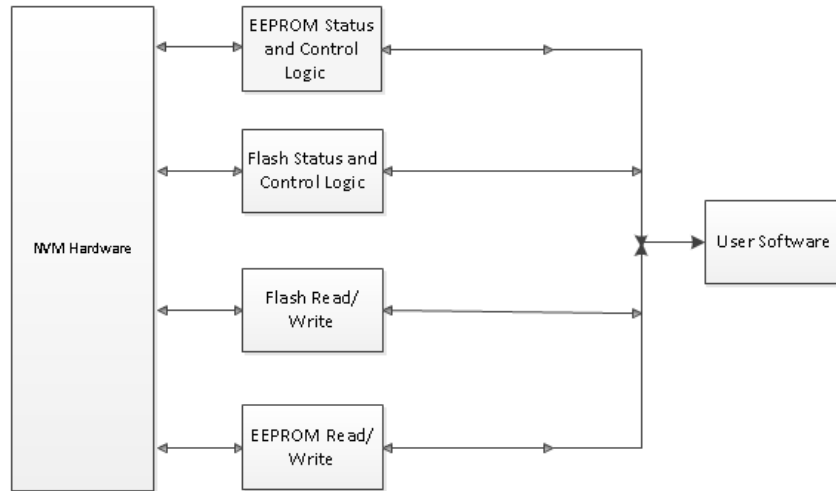 EEPROM Status
and Control
Logic
Flash Status and
Control Logic
NVM Hardware
User Software
Flash Read/
Write
EEPROM Read/
Write